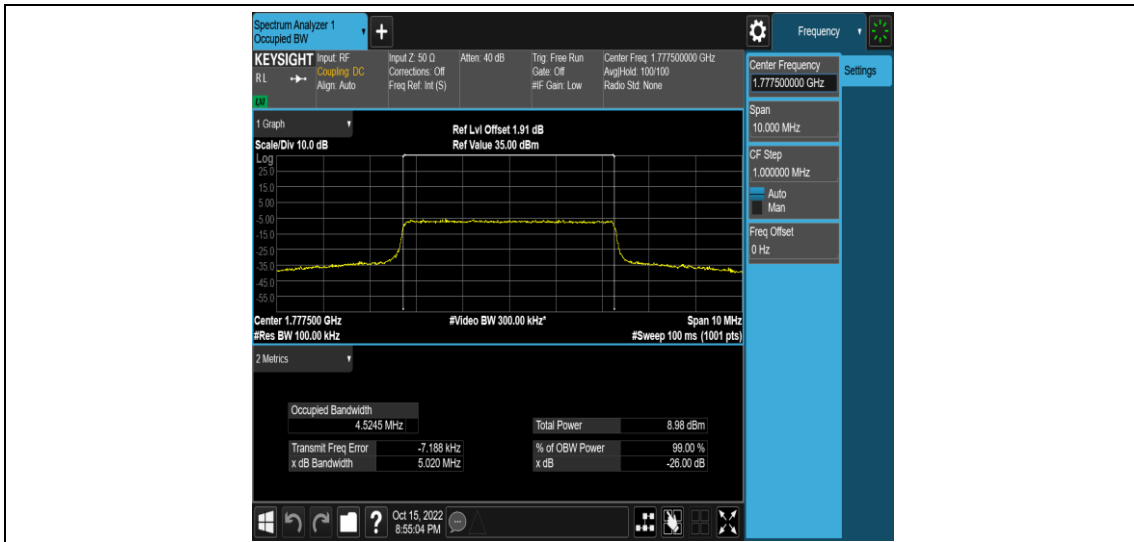 Spectrum Analyzer 1
Occupied BW
+
Frequency
KEYSIGHT
RL
LXI
Input: RF
Coupling: DC
Align: Auto
Input Z: 50 Ω
Corrections: Off
Freq Ref: Int (S)
Atten: 40 dB
Trig: Free Run
Gate: Off
#IF Gain: Low
Center Freq: 1.777500000 GHz
Avg|Hold: 100/100
Radio Std: None
Center Frequency
1.777500000 GHz
Settings
Span
10.000 MHz
CF Step
1.000000 MHz
Auto
Man
Freq Offset
0 Hz
1 Graph
Scale/Div 10.0 dB
Ref Lvl Offset 1.91 dB
Ref Value 35.00 dBm
Log
25.0
15.0
5.00
-5.00
-15.0
-25.0
-35.0
-45.0
-55.0
Center 1.777500 GHz
#Video BW 300.00 kHz*
Span 10 MHz
#Res BW 100.00 kHz
#Sweep 100 ms (1001 pts)
2 Metrics
Occupied Bandwidth
4.5245 MHz
Total Power 8.98 dBm
Transmit Freq Error -7.188 kHz
% of OBW Power 99.00 %
x dB Bandwidth 5.020 MHz
x dB -26.00 dB
?
Oct 15, 2022
8:55:04 PM